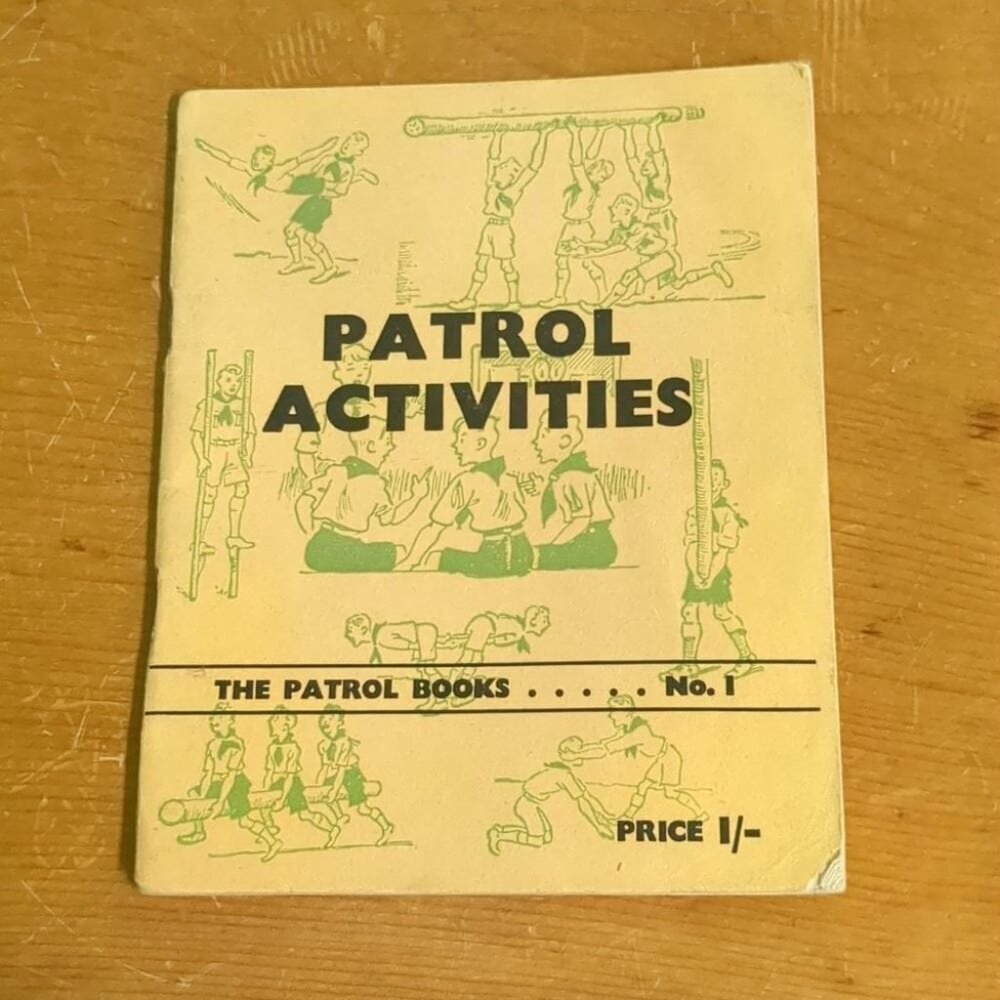 PATROL
ACTIVITIES
THE PATROL BOOKS . . . . . No. 1
PRICE 1/-